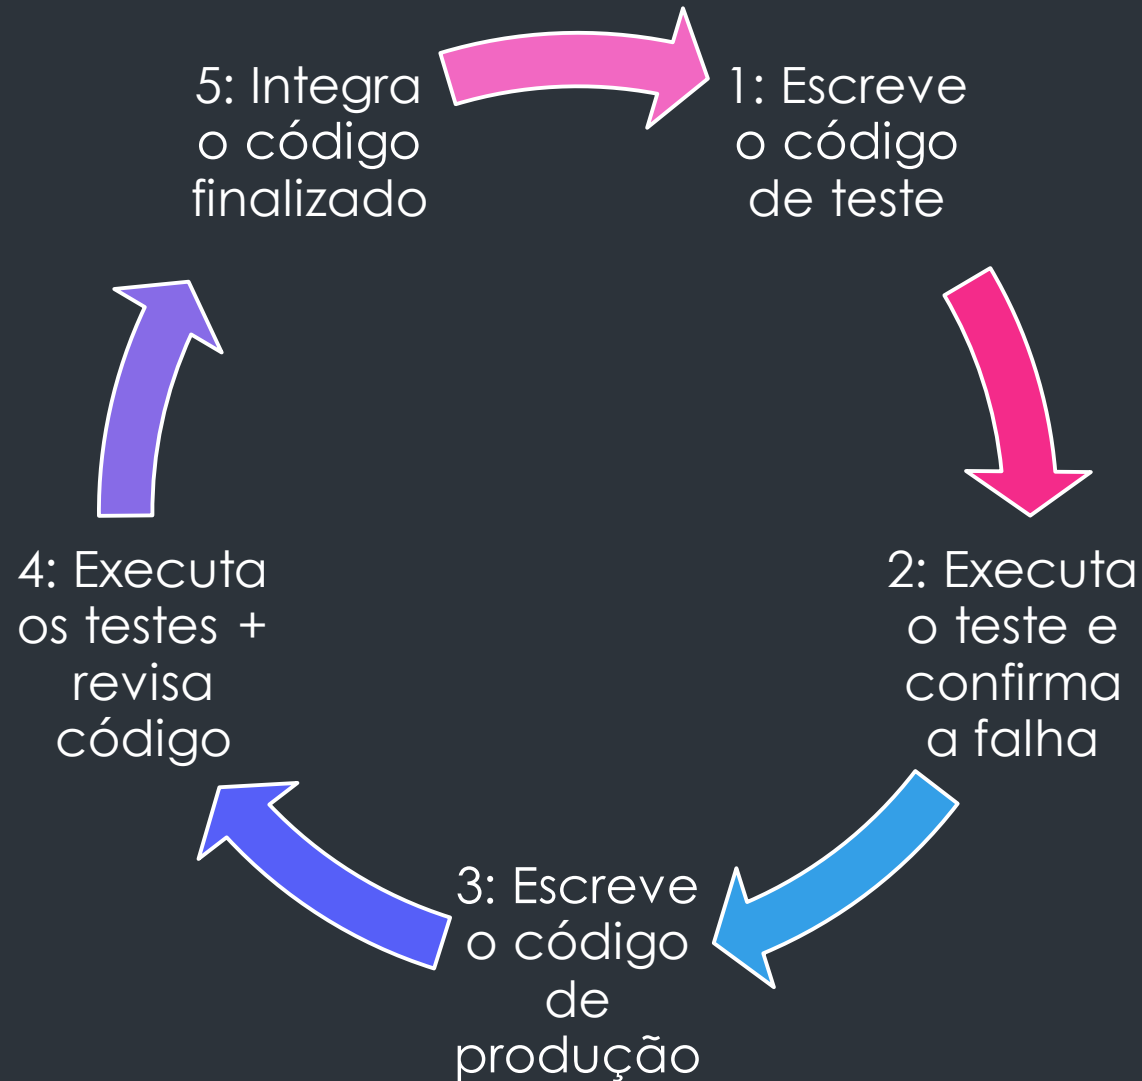 1: Escreve
o código
de teste
2: Executa
o teste e
confirma
a falha
3: Escreve
o código
de
produção
4: Executa
os testes +
revisa
código
5: Integra
o código
finalizado